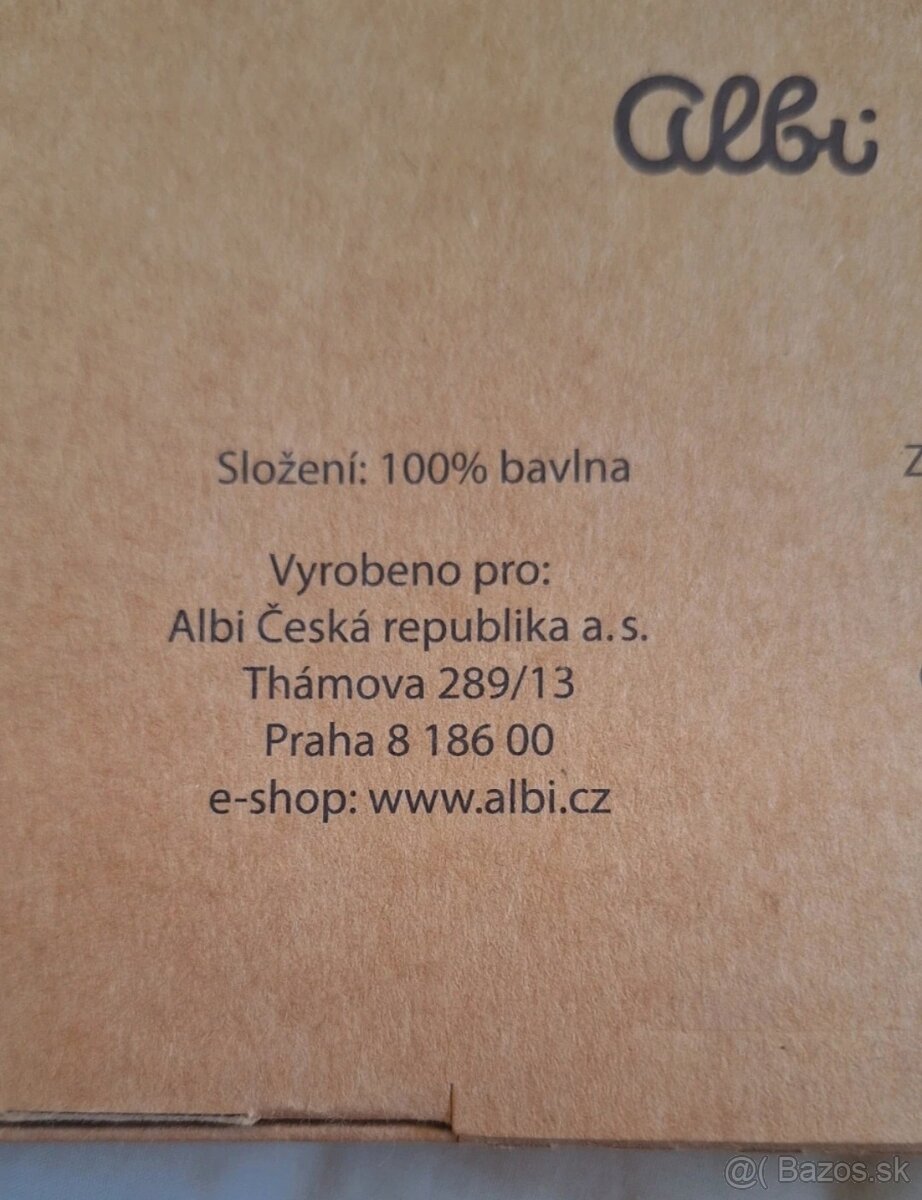 albi
Složení: 100% bavlna
Vyrobeno pro:
Albi Česká republika a.s.
Thámova 289/13
Praha 8 186 00
e-shop: www.albi.cz
@( Bazos.sk